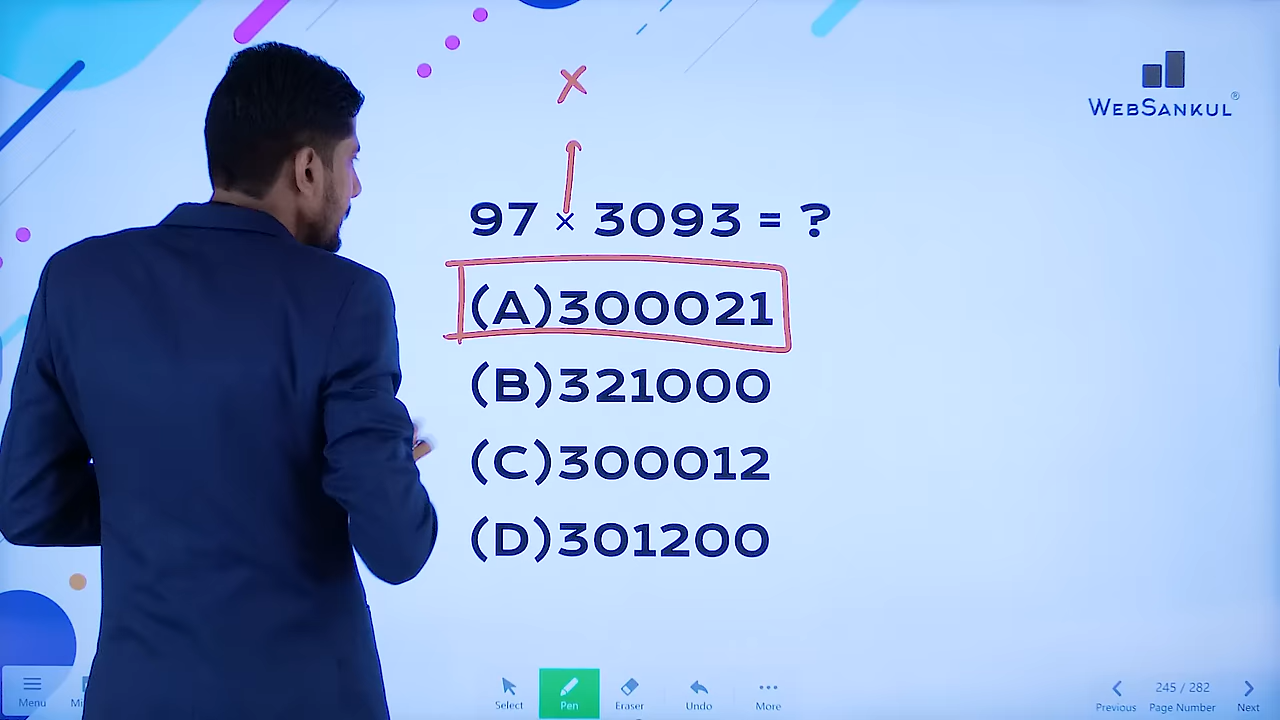 WEBSANKUL®
×
97 × 3093 = ?
(A)300021
(B)321000
(C)300012
(D)301200
Menu
Select
Pen
Eraser
Undo
More
245 / 282
Previous
Page Number
Next